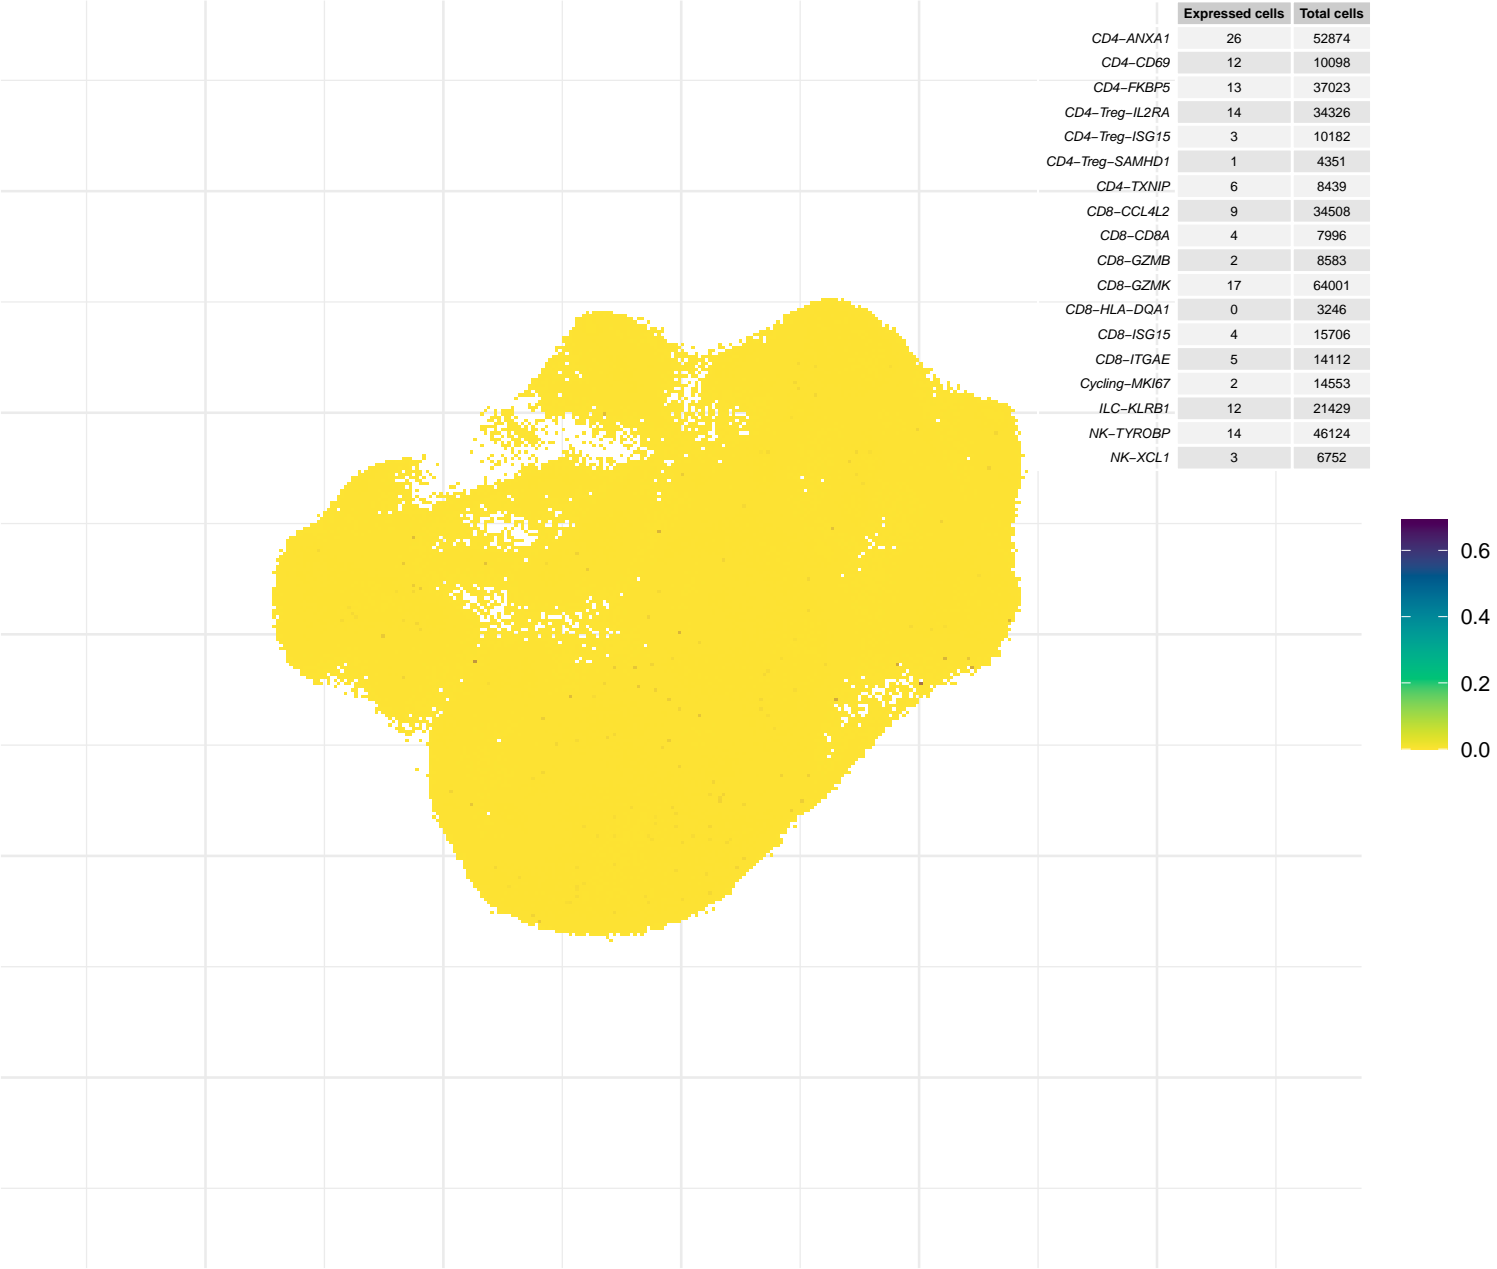 Expressed cells Total cells
CD4−ANXA1 26 52874
CD4−CD69 12 10098
CD4−FKBP5 13 37023
CD4−Treg−IL2RA 14 34326
CD4−Treg−ISG15 3 10182
CD4−Treg−SAMHD1 1 4351
CD4−TXNIP 6 8439
CD8−CCL4L2 9 34508
CD8−CD8A 4 7996
CD8−GZMB 2 8583
CD8−GZMK 17 64001
CD8−HLA−DQA1 0 3246
CD8−ISG15 4 15706
CD8−ITGAE 5 14112
Cycling−MKI67 2 14553
ILC−KLRB1 12 21429
NK−TYROBP 14 46124
NK−XCL1 3 6752
0.6
0.4
0.2
0.0